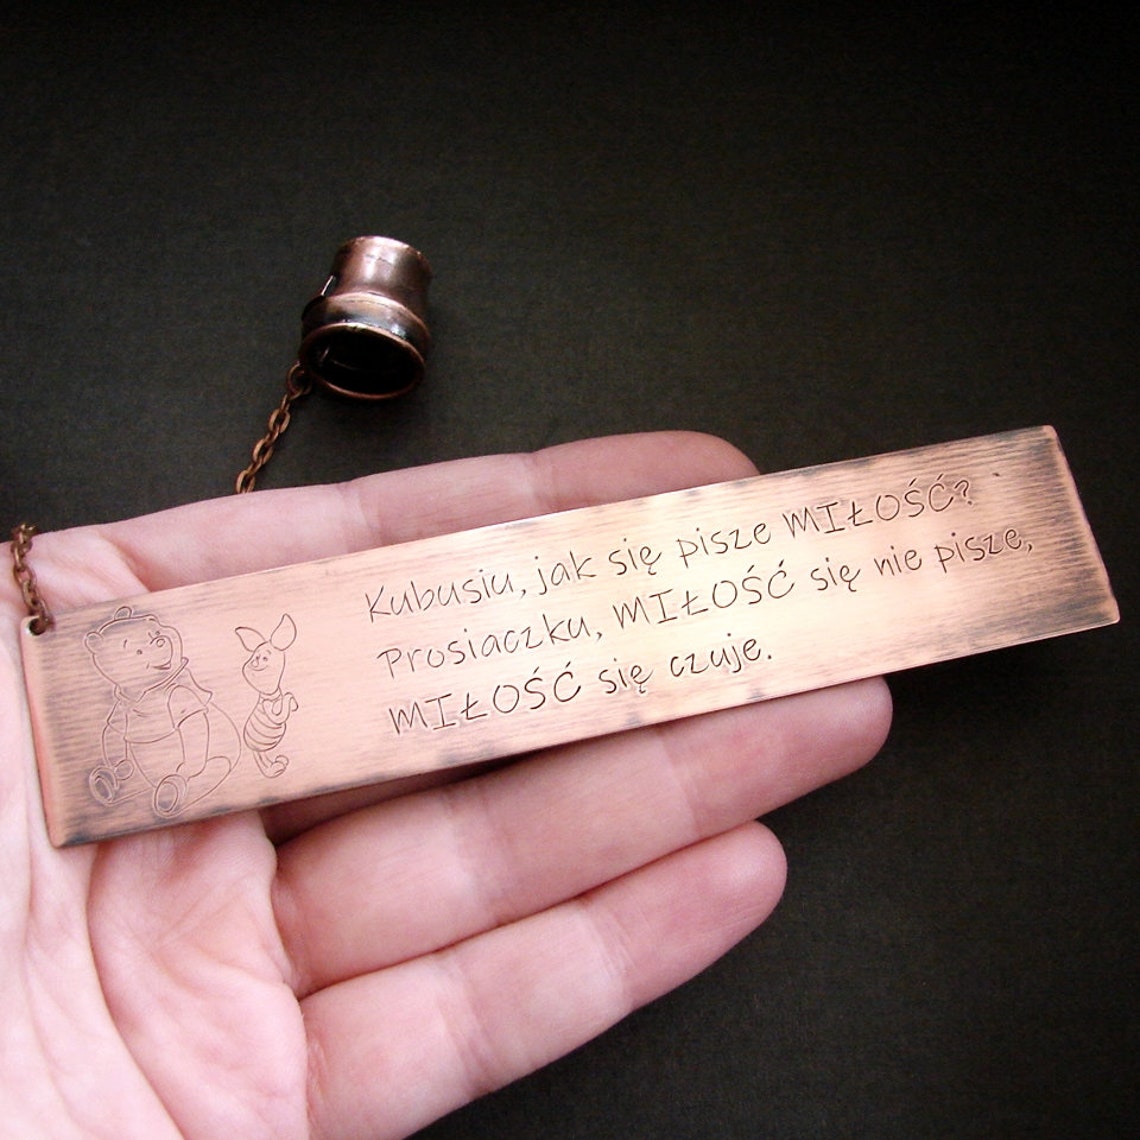 Kubusiu, jak się pisze MIŁOŚĆ?
Prosiaczku, MIŁOŚĆ się nie pisze,
MIŁOŚĆ się czuje.